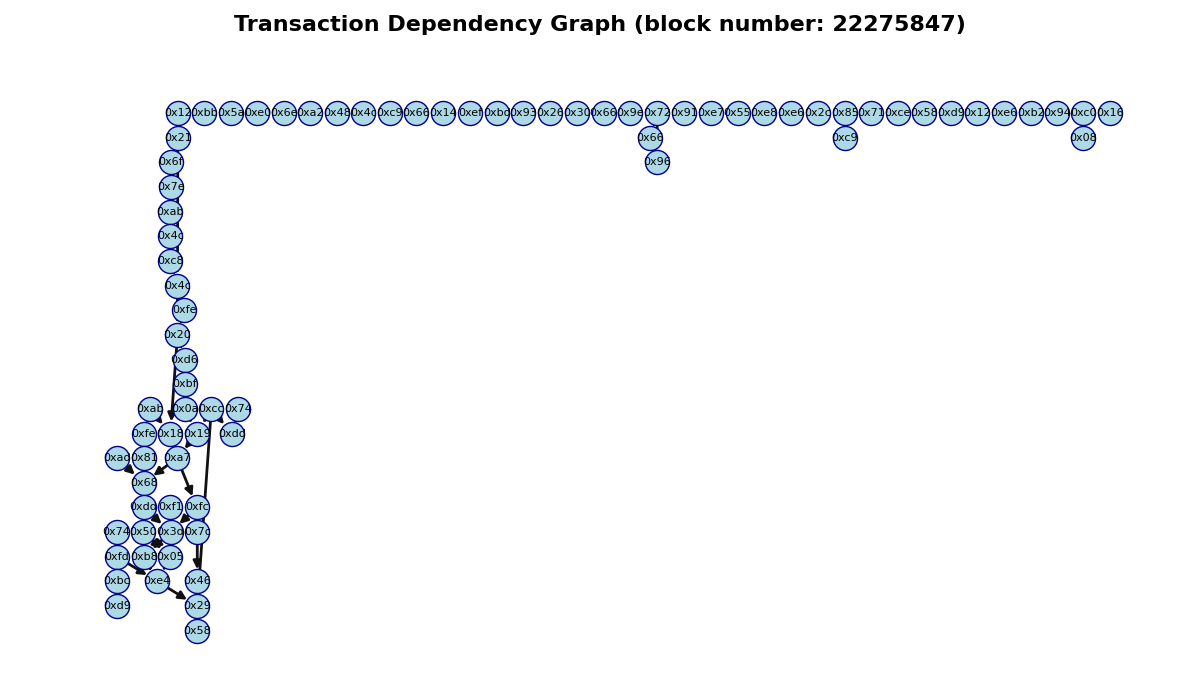 Transaction Dependency Graph (block number: 22275847)
0x12 0xbb 0x5a 0xe0 0x6e 0xa2 0x48 0x4c 0xc9 0x66 0x14 0xef 0xbd 0x93 0x26 0x30 0x66 0x9e 0x72 0x91 0xe7 0x55 0xe8 0xe6 0x2c 0x85 0x71 0xce 0x58 0xd9 0x12 0xe6 0xb2 0x94 0xc0 0x16
0x21 0x66 0xc9 0x08
0x6f 0x96
0x7e
0xab
0x4c
0xc8
0x4c
0xfe
0x20
0xd6
0xbf
0xab 0x0a 0xcc 0x74
0xfe 0x18 0x19 0xdd
0xad 0x81 0xa7
0x68
0xdd 0xf1 0xfc
0x74 0x50 0x3d 0x7c
0xfd 0xb8 0x05
0xbc 0xe4 0x46
0xd9 0x29
0x58